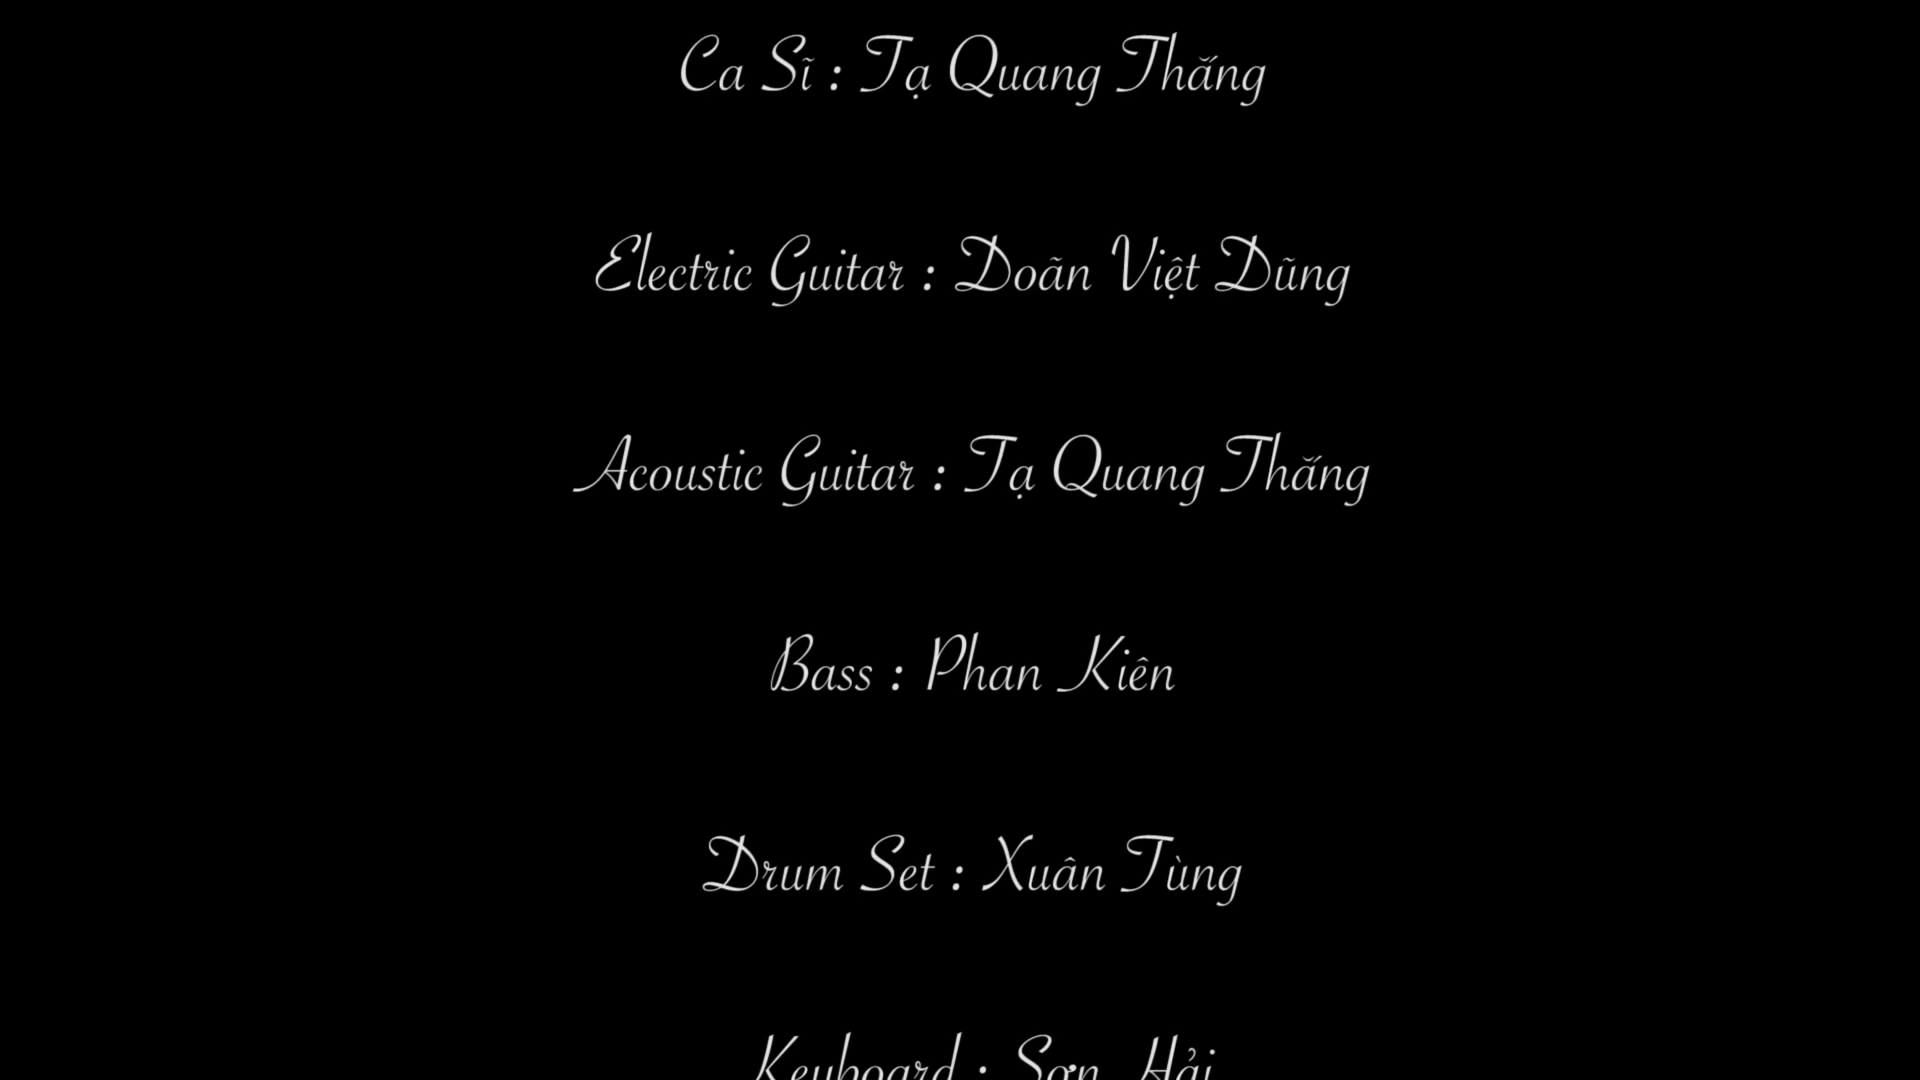 Ca Sĩ : Tạ Quang Thắng
Electric Guitar : Doãn Việt Dũng
Acoustic Guitar : Tạ Quang Thắng
Bass : Phan Kiên
Drum Set : Xuân Tùng
Keyboard : Sơn Hải